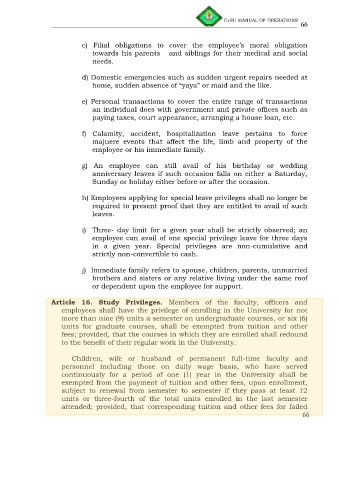 CvSU MANUAL OF OPERATIONS
66
c) Filial obligations to cover the employee's moral obligation
towards his parents and siblings for their medical and social
needs.
d) Domestic emergencies such as sudden urgent repairs needed at
home, sudden absence of "yaya" or maid and the like.
e) Personal transactions to cover the entire range of transactions
an individual does with government and private offices such as
paying taxes, court appearance, arranging a house loan, etc.
f) Calamity, accident, hospitalization leave pertains to force
majuere events that affect the life, limb and property of the
employee or his immediate family.
g) An employee can still avail of his birthday or wedding
anniversary leaves if such occasion falls on either a Saturday,
Sunday or holiday either before or after the occasion.
h) Employees applying for special leave privileges shall no longer be
required to present proof that they are entitled to avail of such
leaves.
i) Three- day limit for a given year shall be strictly observed; an
employee can avail of one special privilege leave for three days
in a given year. Special privileges are non-cumulative and
strictly non-convertible to cash.
j) Immediate family refers to spouse, children, parents, unmarried
brothers and sisters or any relative living under the same roof
or dependent upon the employee for support.
Article 16. Study Privileges. Members of the faculty, officers and
employees shall have the privilege of enrolling in the University for not
more than nine (9) units a semester on undergraduate courses, or six (6)
units for graduate courses, shall be exempted from tuition and other
fees; provided, that the courses in which they are enrolled shall redound
to the benefit of their regular work in the University.
Children, wife or husband of permanent full-time faculty and
personnel including those on daily wage basis, who have served
continuously for a period of one (1) year in the University shall be
exempted from the payment of tuition and other fees, upon enrollment,
subject to renewal from semester to semester if they pass at least 12
units or three-fourth of the total units enrolled in the last semester
attended; provided, that corresponding tuition and other fees for failed
66